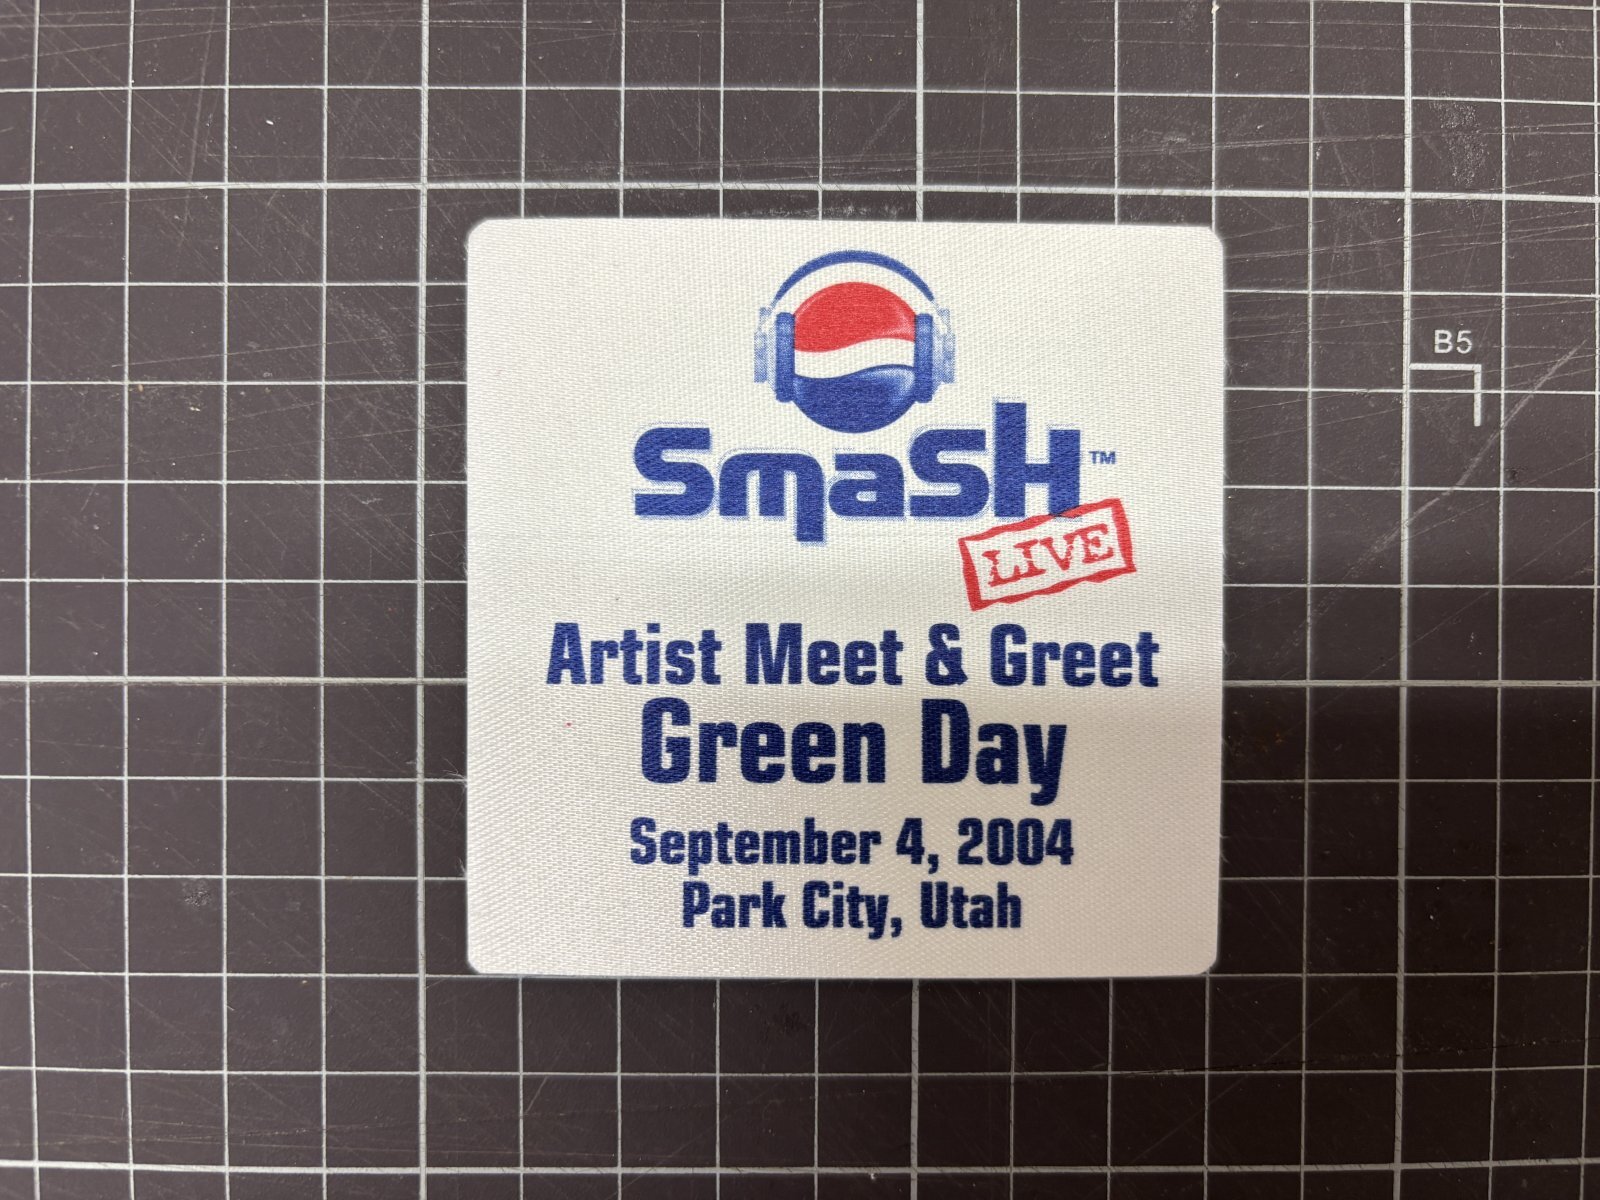 SmaSH™
LIVE
Artist Meet & Greet
Green Day
September 4, 2004
Park City, Utah
B5